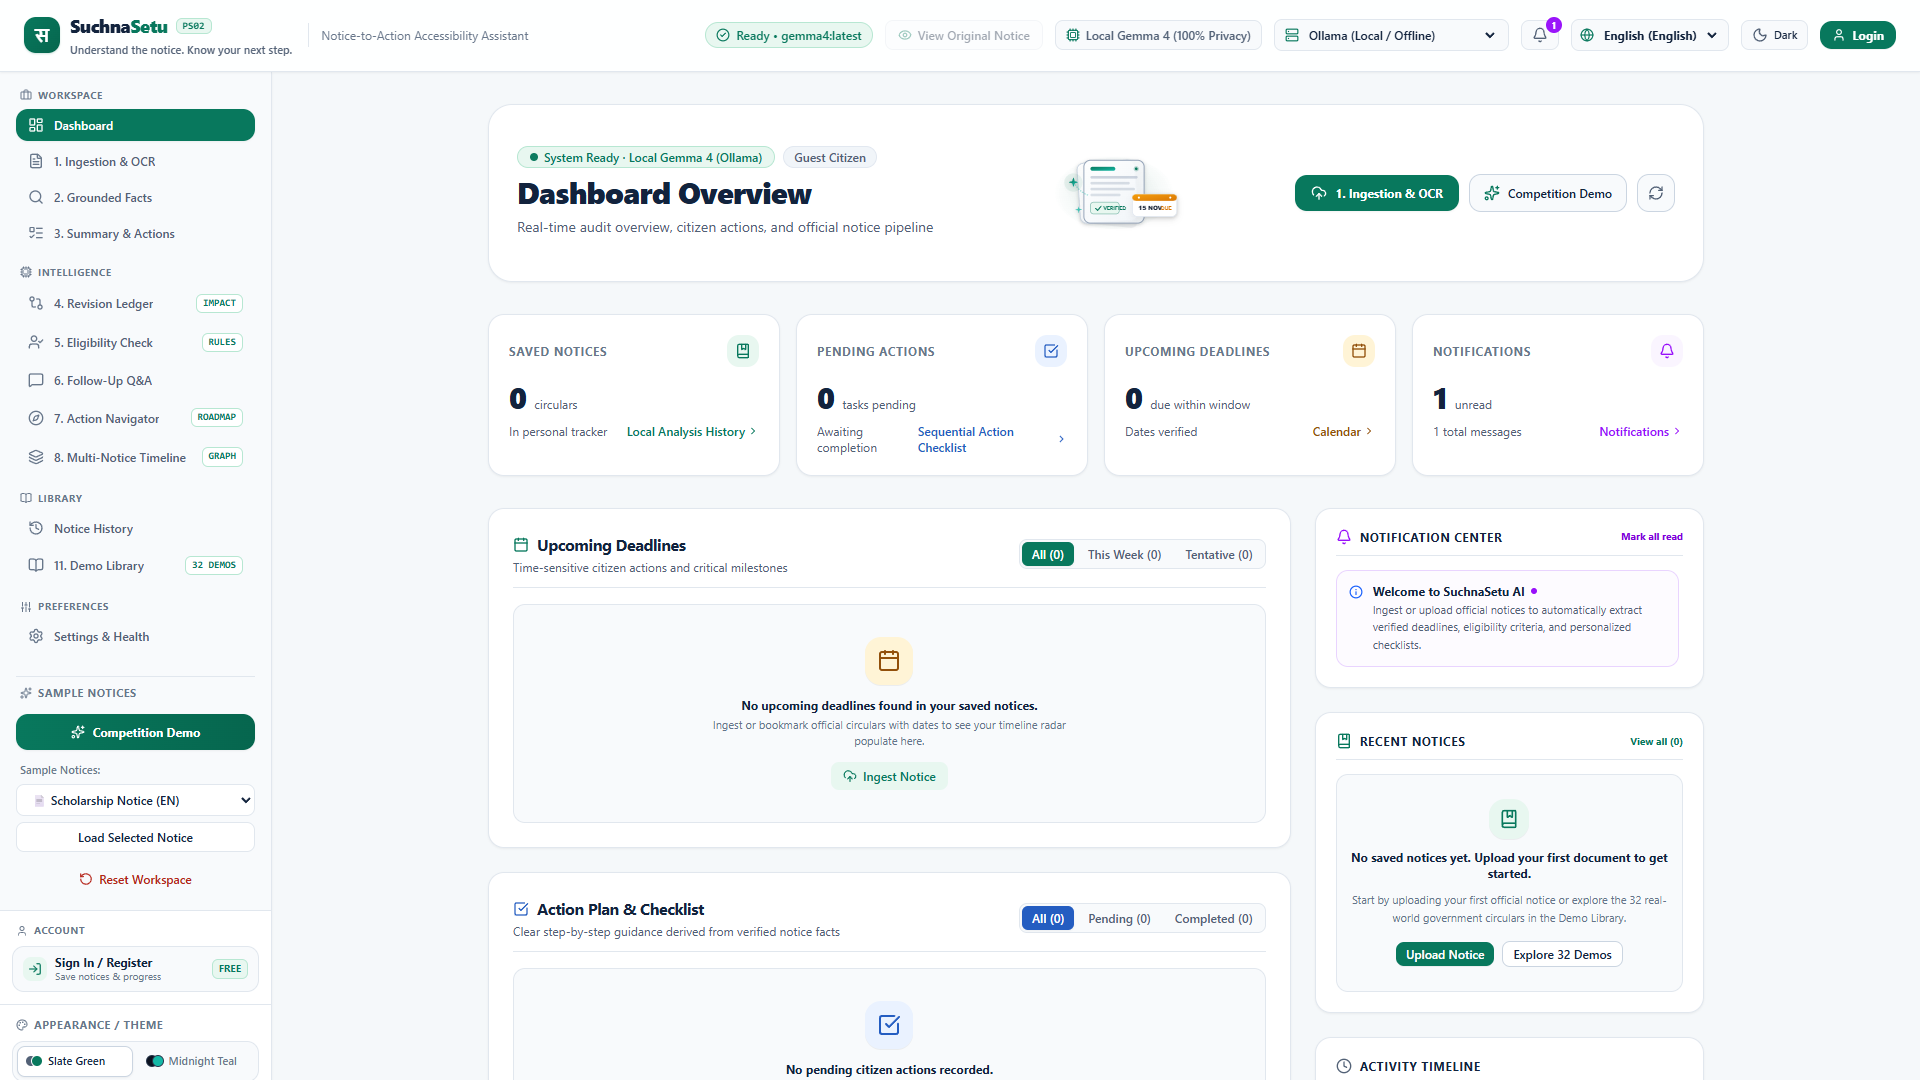 स SuchnaSetu PS02
Understand the notice. Know your next step.
Notice-to-Action Accessibility Assistant
Ready • gemma4:latest
View Original Notice
Local Gemma 4 (100% Privacy)
Ollama (Local / Offline)
1
English (English)
Dark
Login
WORKSPACE
Dashboard
1. Ingestion & OCR
2. Grounded Facts
3. Summary & Actions
INTELLIGENCE
4. Revision Ledger IMPACT
5. Eligibility Check RULES
6. Follow-Up Q&A
7. Action Navigator ROADMAP
8. Multi-Notice Timeline GRAPH
LIBRARY
Notice History
11. Demo Library 32 DEMOS
PREFERENCES
Settings & Health
SAMPLE NOTICES
Competition Demo
Sample Notices:
Scholarship Notice (EN)
Load Selected Notice
Reset Workspace
ACCOUNT
Sign In / Register
Save notices & progress
FREE
APPEARANCE / THEME
Slate Green
Midnight Teal
System Ready · Local Gemma 4 (Ollama)
Guest Citizen
Dashboard Overview
Real-time audit overview, citizen actions, and official notice pipeline
VERIFIED
15 NOV DUE
1. Ingestion & OCR
Competition Demo
SAVED NOTICES
0 circulars
In personal tracker
Local Analysis History
PENDING ACTIONS
0 tasks pending
Awaiting completion
Sequential Action Checklist
UPCOMING DEADLINES
0 due within window
Dates verified
Calendar
NOTIFICATIONS
1 unread
1 total messages
Notifications
Upcoming Deadlines
Time-sensitive citizen actions and critical milestones
All (0)
This Week (0)
Tentative (0)
No upcoming deadlines found in your saved notices.
Ingest or bookmark official circulars with dates to see your timeline radar
populate here.
Ingest Notice
Action Plan & Checklist
Clear step-by-step guidance derived from verified notice facts
All (0)
Pending (0)
Completed (0)
No pending citizen actions recorded.
NOTIFICATION CENTER
Mark all read
Welcome to SuchnaSetu AI
Ingest or upload official notices to automatically extract
verified deadlines, eligibility criteria, and personalized
checklists.
RECENT NOTICES
View all (0)
No saved notices yet. Upload your first document to get
started.
Start by uploading your first official notice or explore the 32 real-
world government circulars in the Demo Library.
Upload Notice
Explore 32 Demos
ACTIVITY TIMELINE